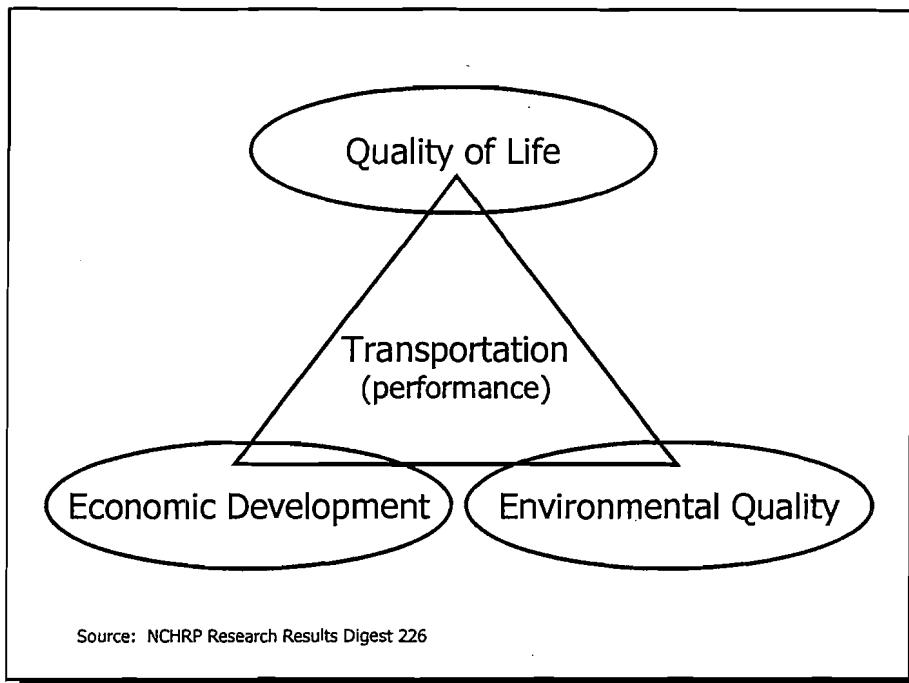 Quality of Life
Transportation
(performance)
Economic Development
Environmental Quality
Source: NCHRP Research Results Digest 226